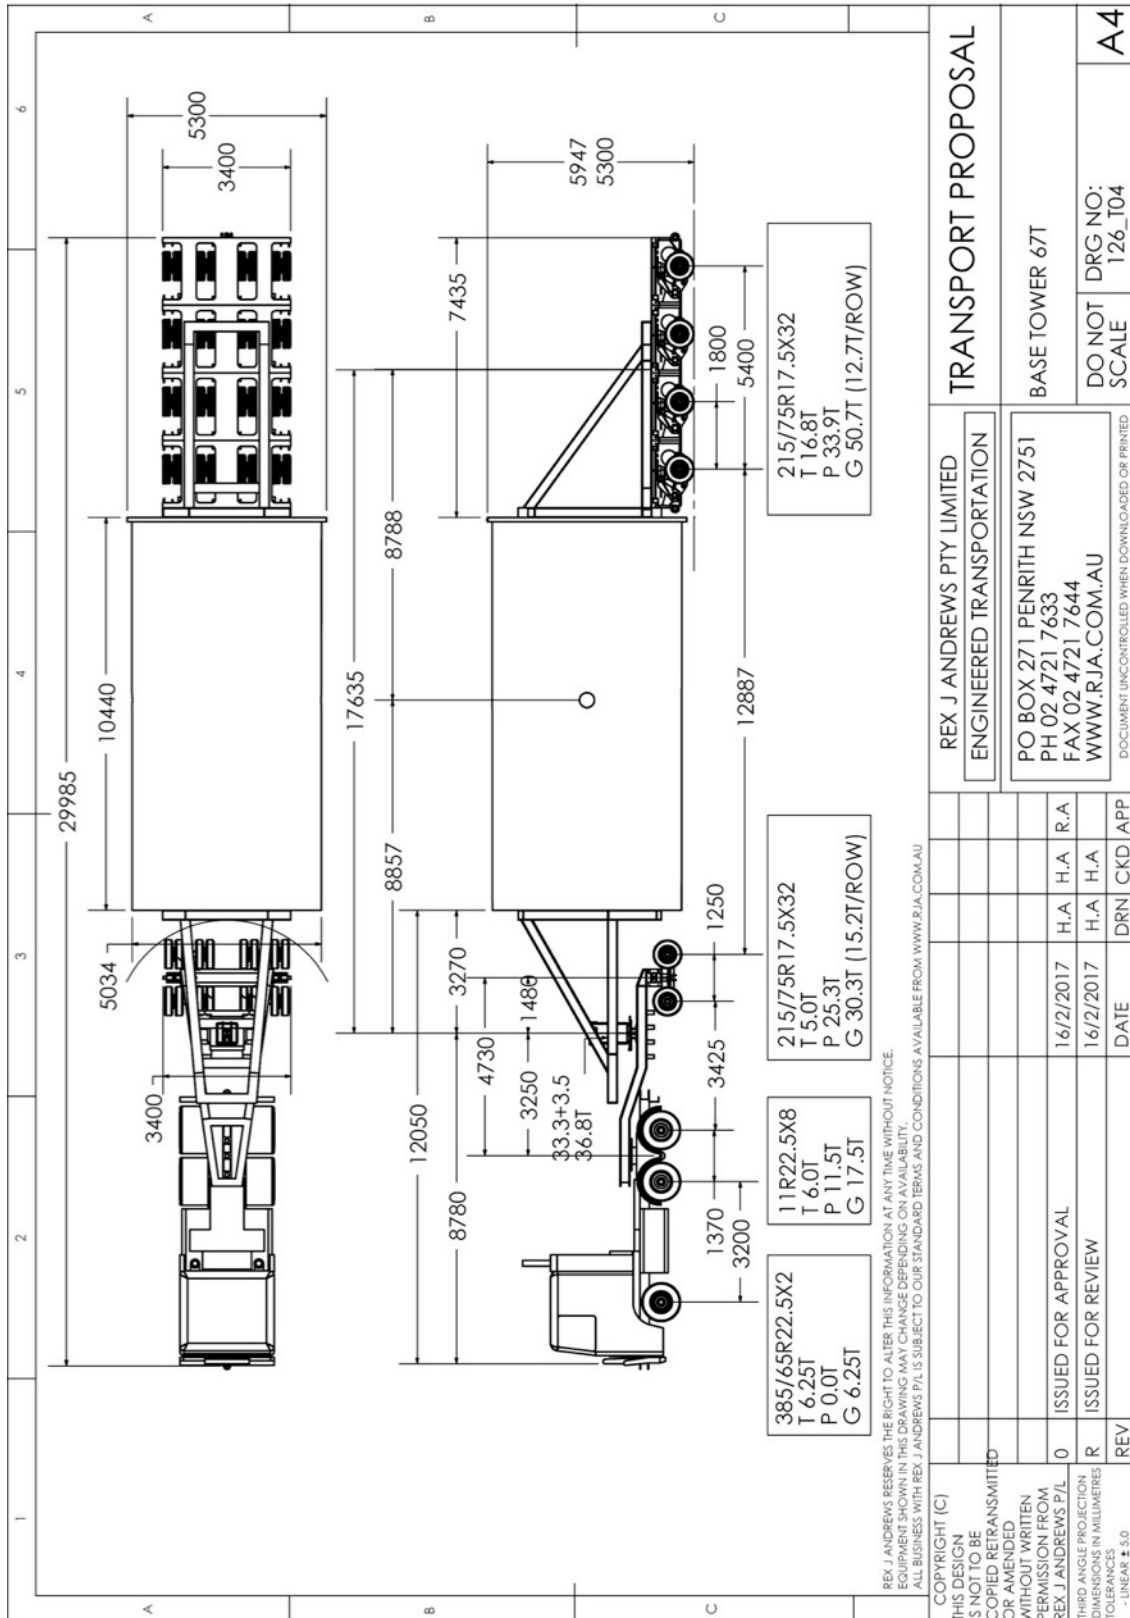 1
2
3
4
5
6
A
A
B
B
C
C
29985
10440
5034
3400
3400
5300
17635
8857
8788
12050
8780
3270
7435
4730
3250
1480
33.3+3.5
36.8T
5947
5300
1370
3200
3425
1250
12887
1800
5400
385/65R22.5X2
T 6.25T
P 0.0T
G 6.25T
11R22.5X8
T 6.0T
P 11.5T
G 17.5T
215/75R17.5X32
T 5.0T
P 25.3T
G 30.3T (15.2T/ROW)
215/75R17.5X32
T 16.8T
P 33.9T
G 50.7T (12.7T/ROW)
REX J ANDREWS RESERVES THE RIGHT TO ALTER THIS INFORMATION AT ANY TIME WITHOUT NOTICE.
EQUIPMENT SHOWN IN THIS DRAWING MAY CHANGE DEPENDING ON AVAILABILITY.
ALL BUSINESS WITH REX J ANDREWS P/L IS SUBJECT TO OUR STANDARD TERMS AND CONDITIONS AVAILABLE FROM WWW.RJA.COM.AU
COPYRIGHT (C)
THIS DESIGN
IS NOT TO BE
COPIED RETRANSMITTED
OR AMENDED
WITHOUT WRITTEN
PERMISSION FROM
REX J ANDREWS P/L
THIRD ANGLE PROJECTION
DIMENSIONS IN MILLIMETRES
TOLERANCES
- LINEAR ± 5.0
0 ISSUED FOR APPROVAL 16/2/2017 H.A H.A R.A
R ISSUED FOR REVIEW 16/2/2017 H.A H.A
REV DATE DRN CKD APP
REX J ANDREWS PTY LIMITED
ENGINEERED TRANSPORTATION
PO BOX 271 PENRITH NSW 2751
PH 02 4721 7633
FAX 02 4721 7644
WWW.RJA.COM.AU
DOCUMENT UNCONTROLLED WHEN DOWNLOADED OR PRINTED
TRANSPORT PROPOSAL
BASE TOWER 67T
DO NOT
SCALE
DRG NO:
126_T04
A4